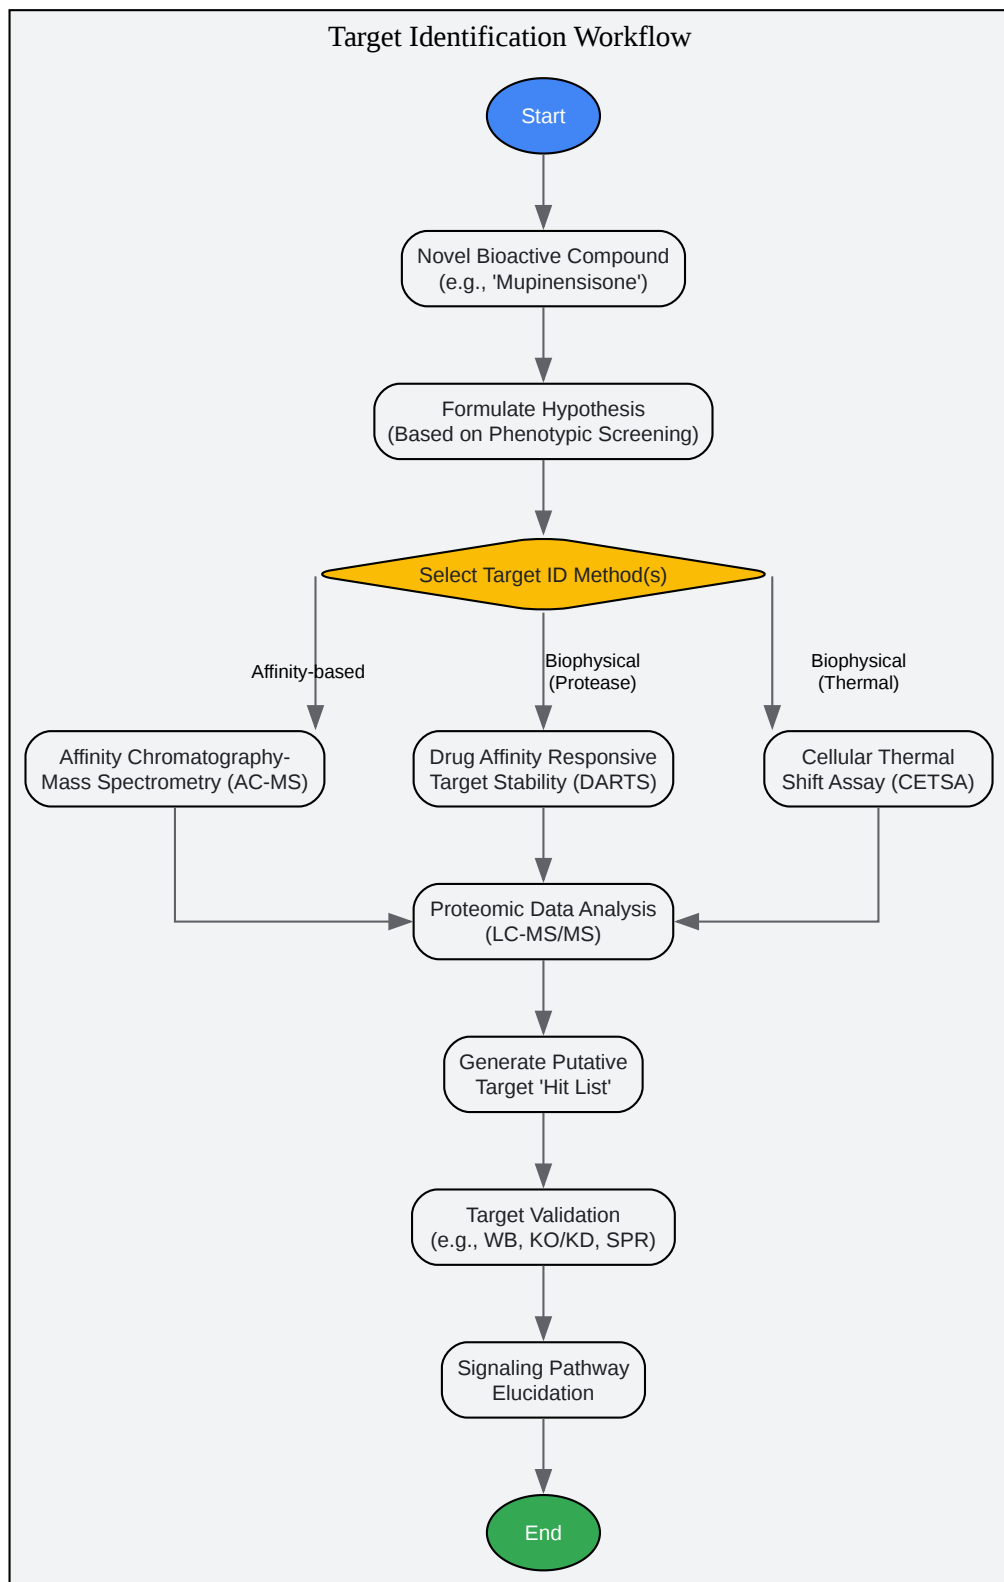 Target Identification Workflow
Start
Novel Bioactive Compound
(e.g., 'Mupinensisone')
Formulate Hypothesis
(Based on Phenotypic Screening)
Select Target ID Method(s)
Affinity-based
Biophysical
(Protease)
Biophysical
(Thermal)
Affinity Chromatography-
Mass Spectrometry (AC-MS)
Drug Affinity Responsive
Target Stability (DARTS)
Cellular Thermal
Shift Assay (CETSA)
Proteomic Data Analysis
(LC-MS/MS)
Generate Putative
Target 'Hit List'
Target Validation
(e.g., WB, KO/KD, SPR)
Signaling Pathway
Elucidation
End